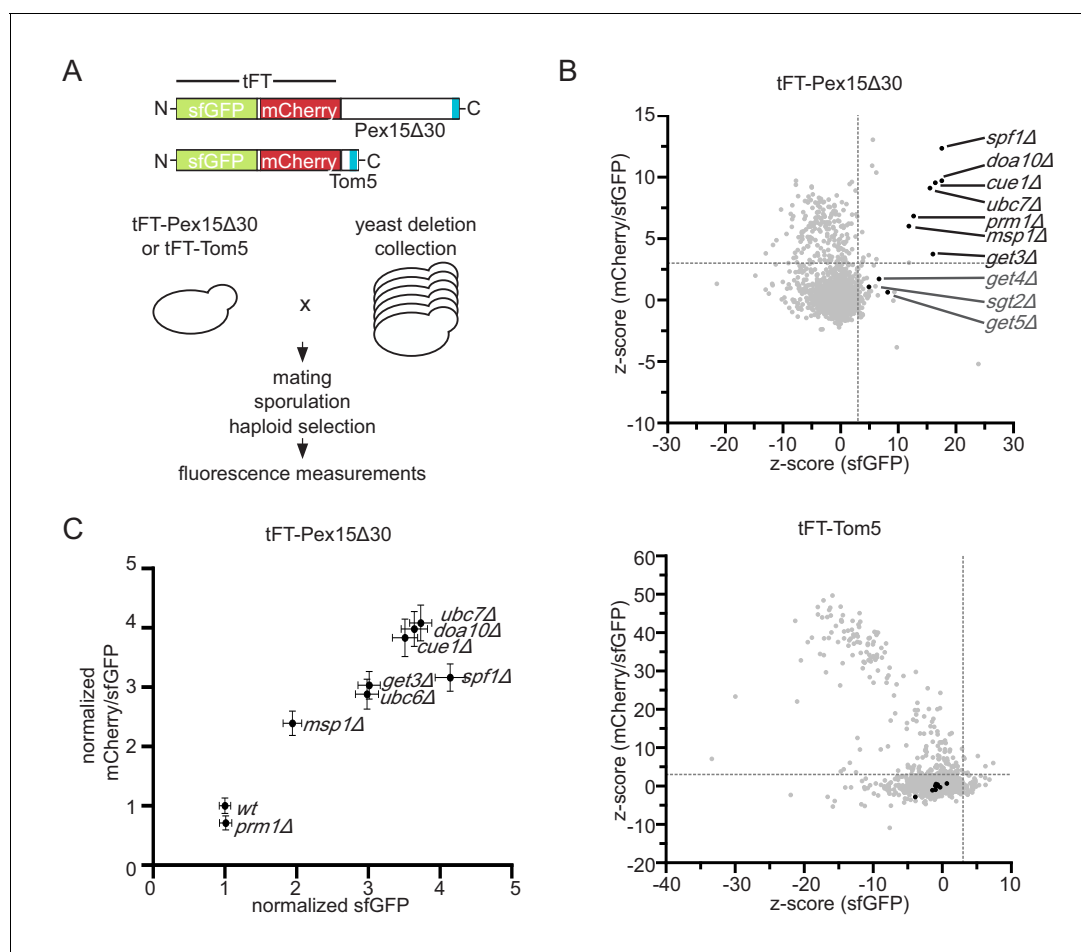 A
tFT
N- sfGFP mCherry -C
Pex15Δ30
N- sfGFP mCherry -C
Tom5
tFT-Pex15Δ30
or tFT-Tom5
yeast deletion
collection
x
mating
sporulation
haploid selection
fluorescence measurements
B
tFT-Pex15Δ30
z-score (mCherry/sfGFP)
15
10
5
0
-5
-10
-30 -20 -10 0 10 20 30
z-score (sfGFP)
spf1Δ
doa10Δ
cue1Δ
ubc7Δ
prm1Δ
msp1Δ
get3Δ
get4Δ
sgt2Δ
get5Δ
C
tFT-Pex15Δ30
normalized
mCherry/sfGFP
5
4
3
2
1
0
0 1 2 3 4 5
normalized sfGFP
ubc7Δ
doa10Δ
cue1Δ
get3Δ
spf1Δ
ubc6Δ
msp1Δ
wt
prm1Δ
tFT-Tom5
z-score (mCherry/sfGFP)
60
50
40
30
20
10
0
-10
-20
-40 -30 -20 -10 0 10
z-score (sfGFP)